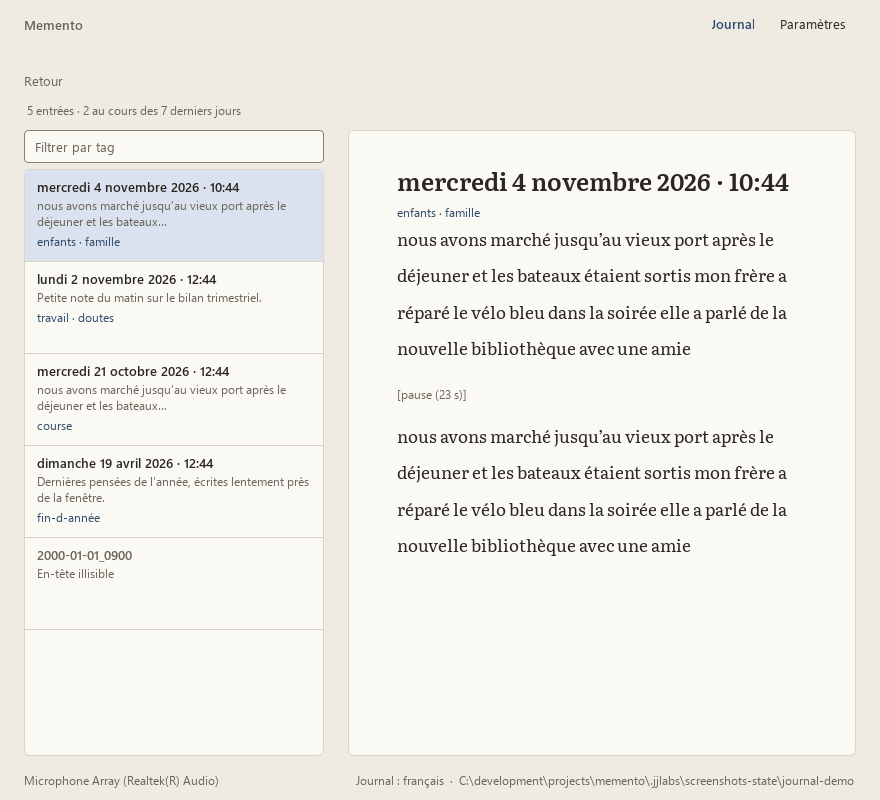 Memento
Journal
Paramètres
Retour
5 entrées · 2 au cours des 7 derniers jours
Filtrer par tag
mercredi 4 novembre 2026 · 10:44
nous avons marché jusqu’au vieux port après le
déjeuner et les bateaux...
enfants · famille
lundi 2 novembre 2026 · 12:44
Petite note du matin sur le bilan trimestriel.
travail · doutes
mercredi 21 octobre 2026 · 12:44
nous avons marché jusqu’au vieux port après le
déjeuner et les bateaux...
course
dimanche 19 avril 2026 · 12:44
Dernières pensées de l’année, écrites lentement près
de la fenêtre.
fin-d-année
2000-01-01_0900
En-tête illisible
mercredi 4 novembre 2026 · 10:44
enfants · famille
nous avons marché jusqu’au vieux port après le
déjeuner et les bateaux étaient sortis mon frère a
réparé le vélo bleu dans la soirée elle a parlé de la
nouvelle bibliothèque avec une amie
[pause (23 s)]
nous avons marché jusqu’au vieux port après le
déjeuner et les bateaux étaient sortis mon frère a
réparé le vélo bleu dans la soirée elle a parlé de la
nouvelle bibliothèque avec une amie
Microphone Array (Realtek(R) Audio)
Journal : français · C:\development\projects\memento\.jjlabs\screenshots-state\journal-demo